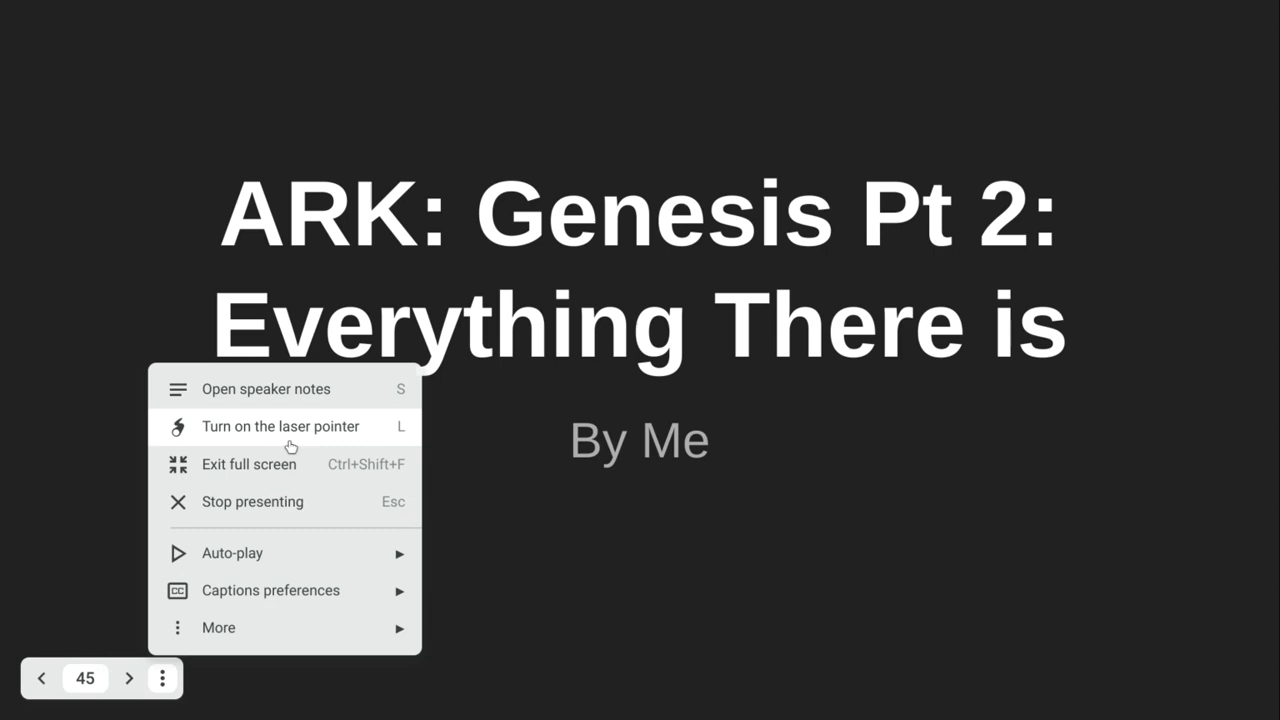 ARK: Genesis Pt 2:
Everything There is
By Me
Open speaker notes S
Turn on the laser pointer L
Exit full screen Ctrl+Shift+F
Stop presenting Esc
Auto-play
CC Captions preferences
More
45